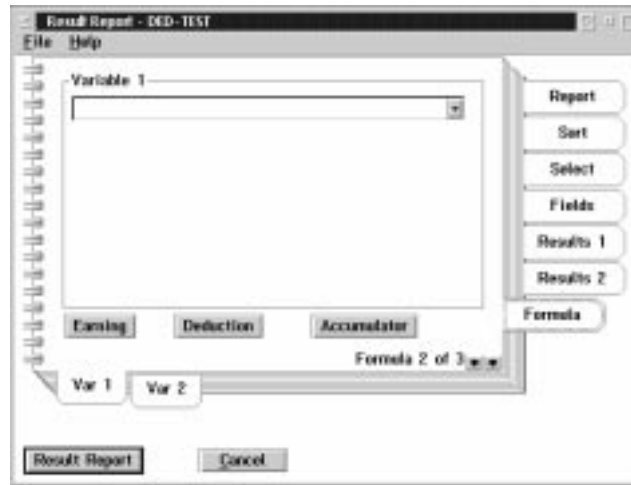 Result Report - DED-TEST
File Help
Variable 1
Report
Sort
Select
Fields
Results 1
Results 2
Formula
Earning Deduction Accumulator
Formula 2 of 3
Var 1 Var 2
Result Report Cancel